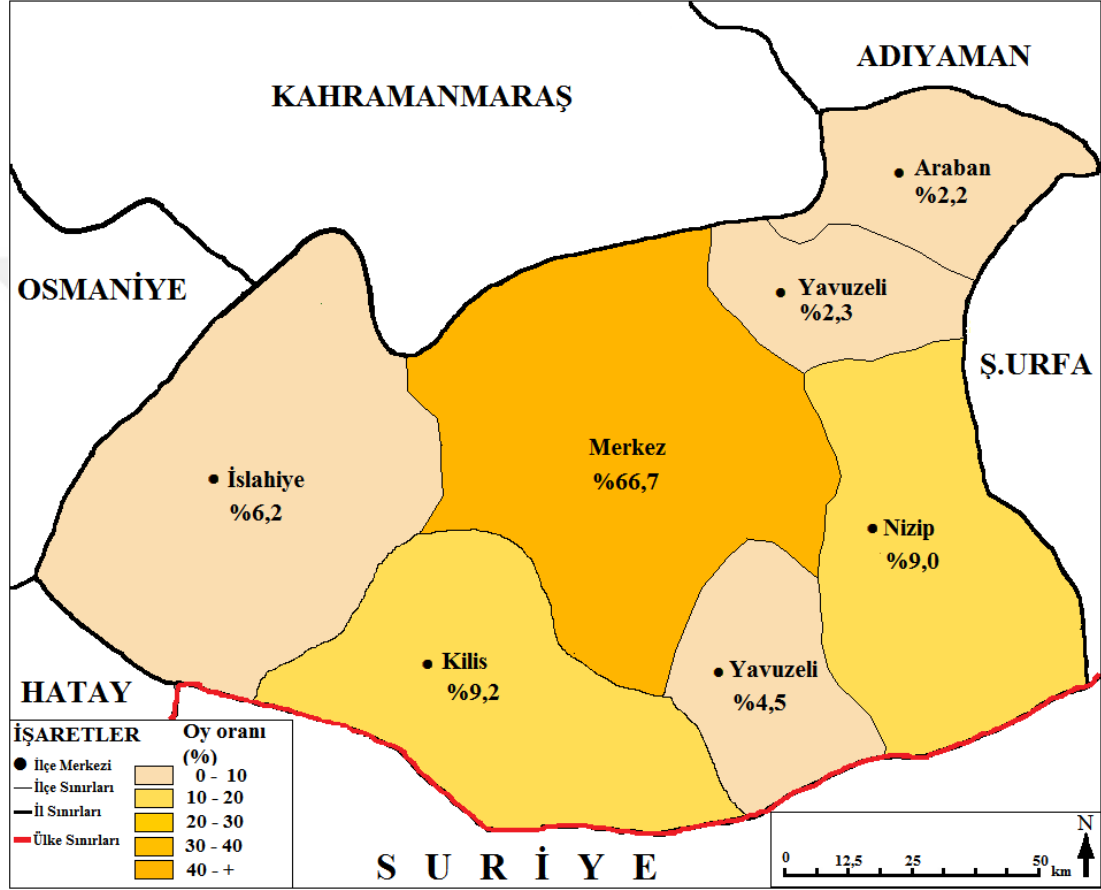 ADIYAMAN
KAHRAMANMARAŞ
Araban
%2,2
OSMANİYE
Yavuzeli
%2,3
Ş.URFA
Merkez
%66,7
İslahiye
%6,2
Nizip
%9,0
Kilis
%9,2
Yavuzeli
%4,5
HATAY
İŞARETLER
İlçe Merkezi
İlçe Sınırları
İl Sınırları
Ülke Sınırları
Oy oranı
(%)
0 - 10
10 - 20
20 - 30
30 - 40
40 - +
SURİYE
N
0 12,5 25 50 km